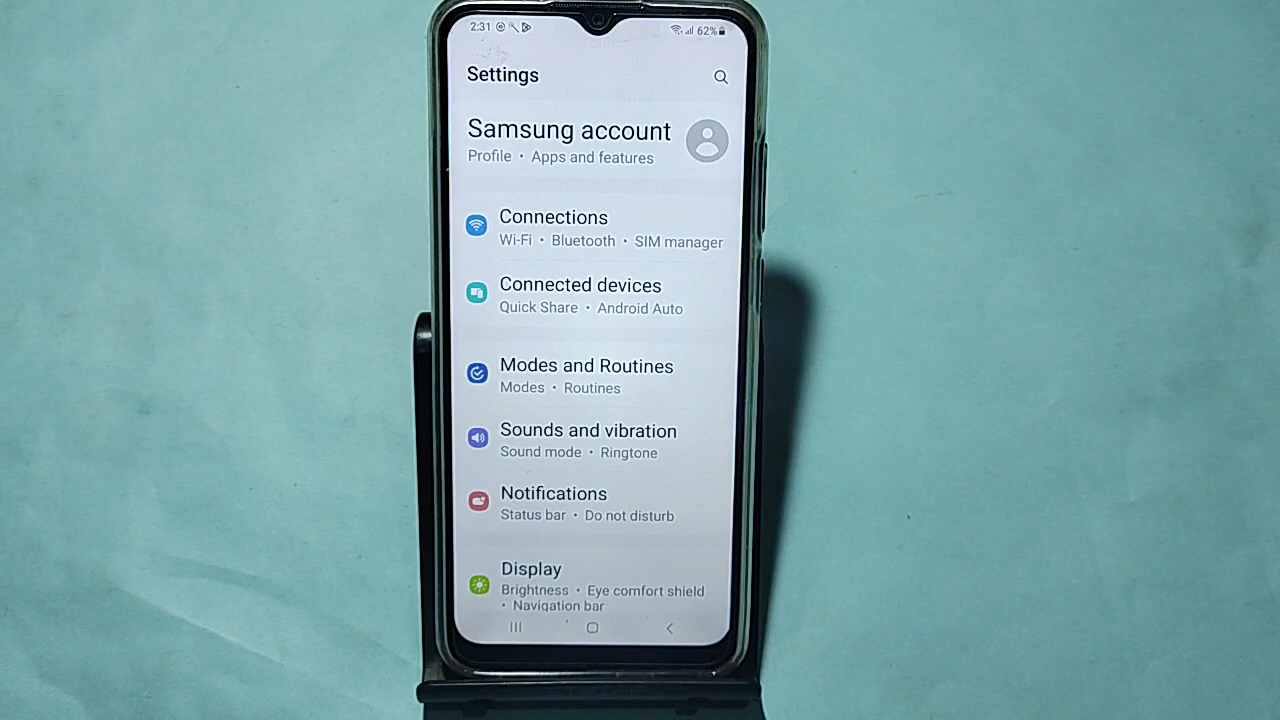 2:31 62%
Settings
Samsung account
Profile • Apps and features
Connections
Wi-Fi • Bluetooth • SIM manager
Connected devices
Quick Share • Android Auto
Modes and Routines
Modes • Routines
Sounds and vibration
Sound mode • Ringtone
Notifications
Status bar • Do not disturb
Display
Brightness • Eye comfort shield
• Navigation bar